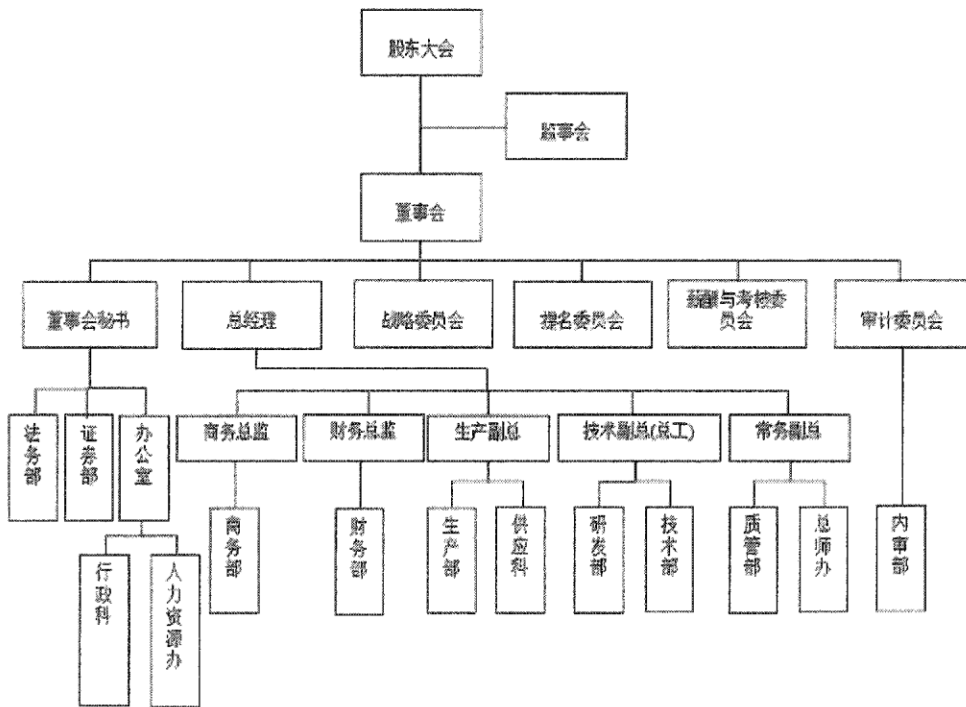 股东大会
监事会
董事会
董事会秘书
总经理
战略委员会
提名委员会
薪酬与考核委
员会
审计委员会
法务部
证券部
办公室
商务总监
财务总监
生产副总
技术副总(总工)
常务副总
行政科
人力资源办
商务部
财务部
生产部
供应科
研发部
技术部
质管部
总师办
内审部